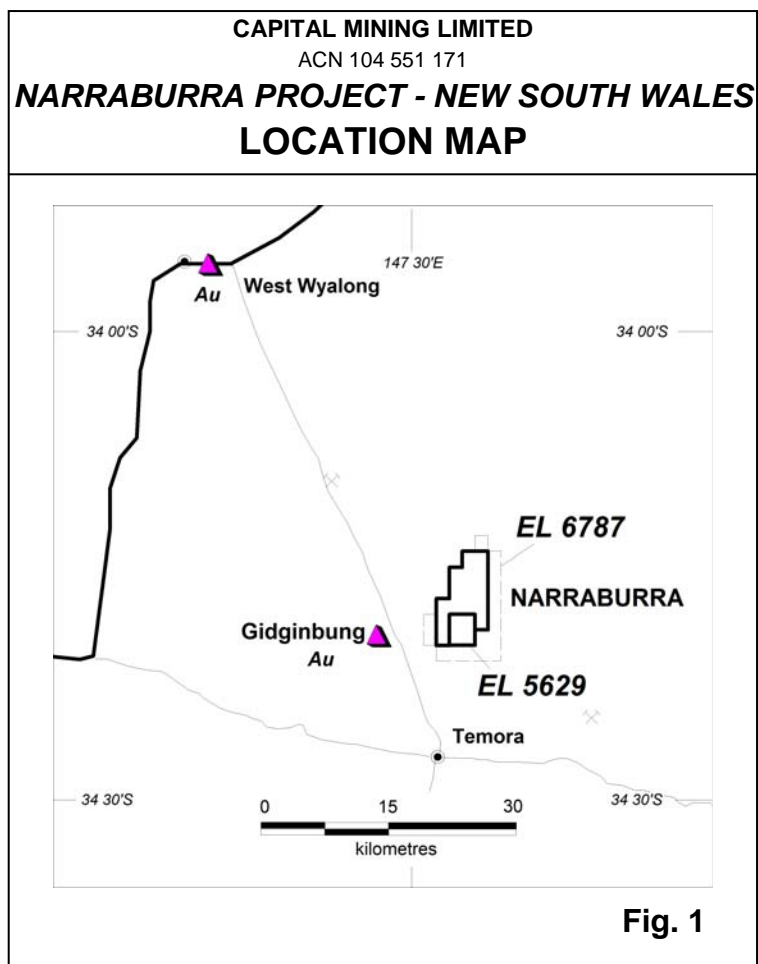 CAPITAL MINING LIMITED
ACN 104 551 171
NARRABURRA PROJECT - NEW SOUTH WALES
LOCATION MAP
147 30'E
West Wyalong
Au
34 00'S
34 00'S
EL 6787
NARRABURRA
Gidginbung
Au
EL 5629
Temora
34 30'S
34 30'S
0 15 30
kilometres
Fig. 1